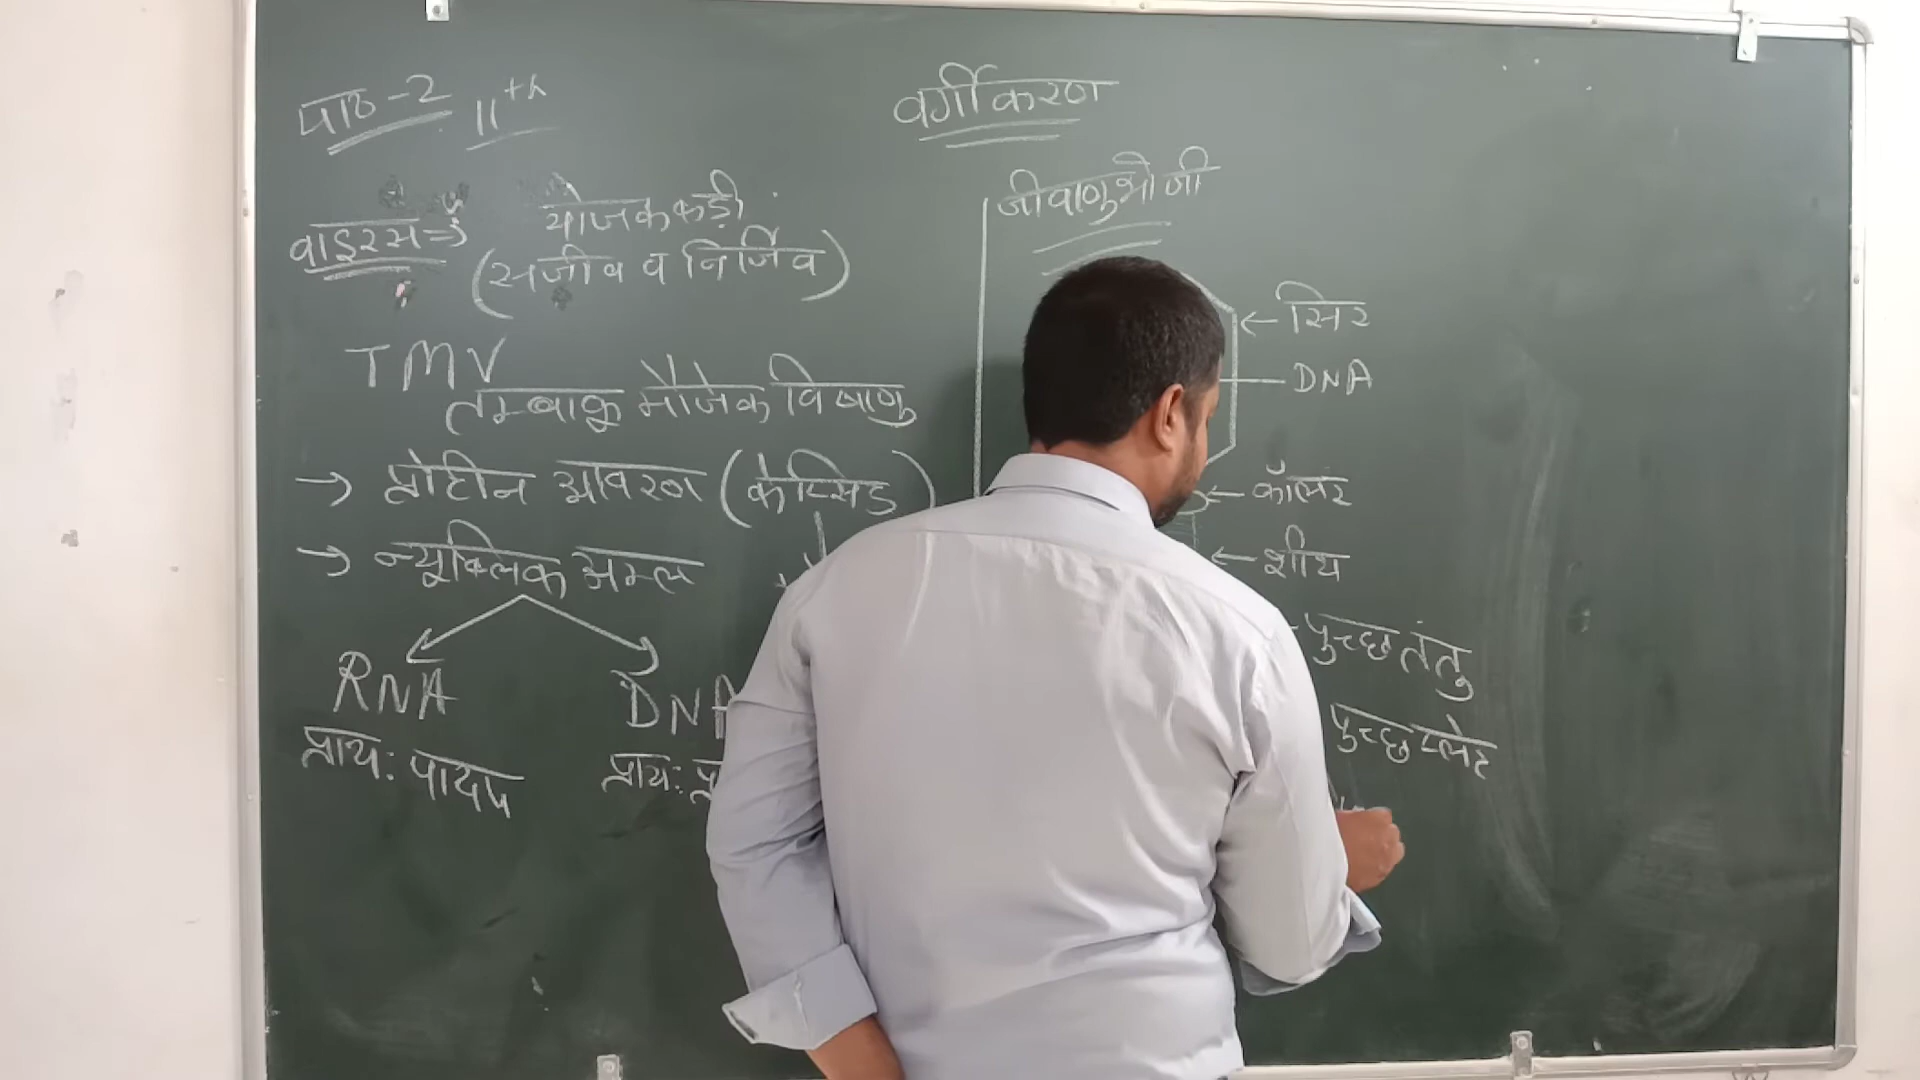 पाठ-2 11th
वर्गीकरण
वाइरस⇒
योजक कड़ी
(सजीव व निर्जिव)
TMV
तम्बाकू मौजेक विषाणु
→ प्रोटीन आवरण (केप्सिड)
→ न्यूक्लिक अम्ल
RNA
प्राय: पादप
DNA
प्राय:
जीवाणुभोजी
← सिर
DNA
← कॉलर
← शीथ
पुच्छ तंतु
पुच्छ प्लेट